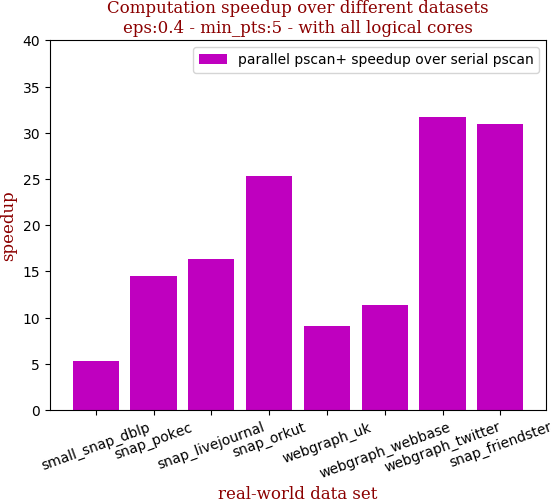 Computation speedup over different datasets
eps:0.4 - min_pts:5 - with all logical cores
parallel pscan+ speedup over serial pscan
speedup
40
35
30
25
20
15
10
5
0
small_snap_dblp
snap_pokec
snap_livejournal
snap_orkut
webgraph_uk
webgraph_webbase
webgraph_twitter
snap_friendster
real-world data set